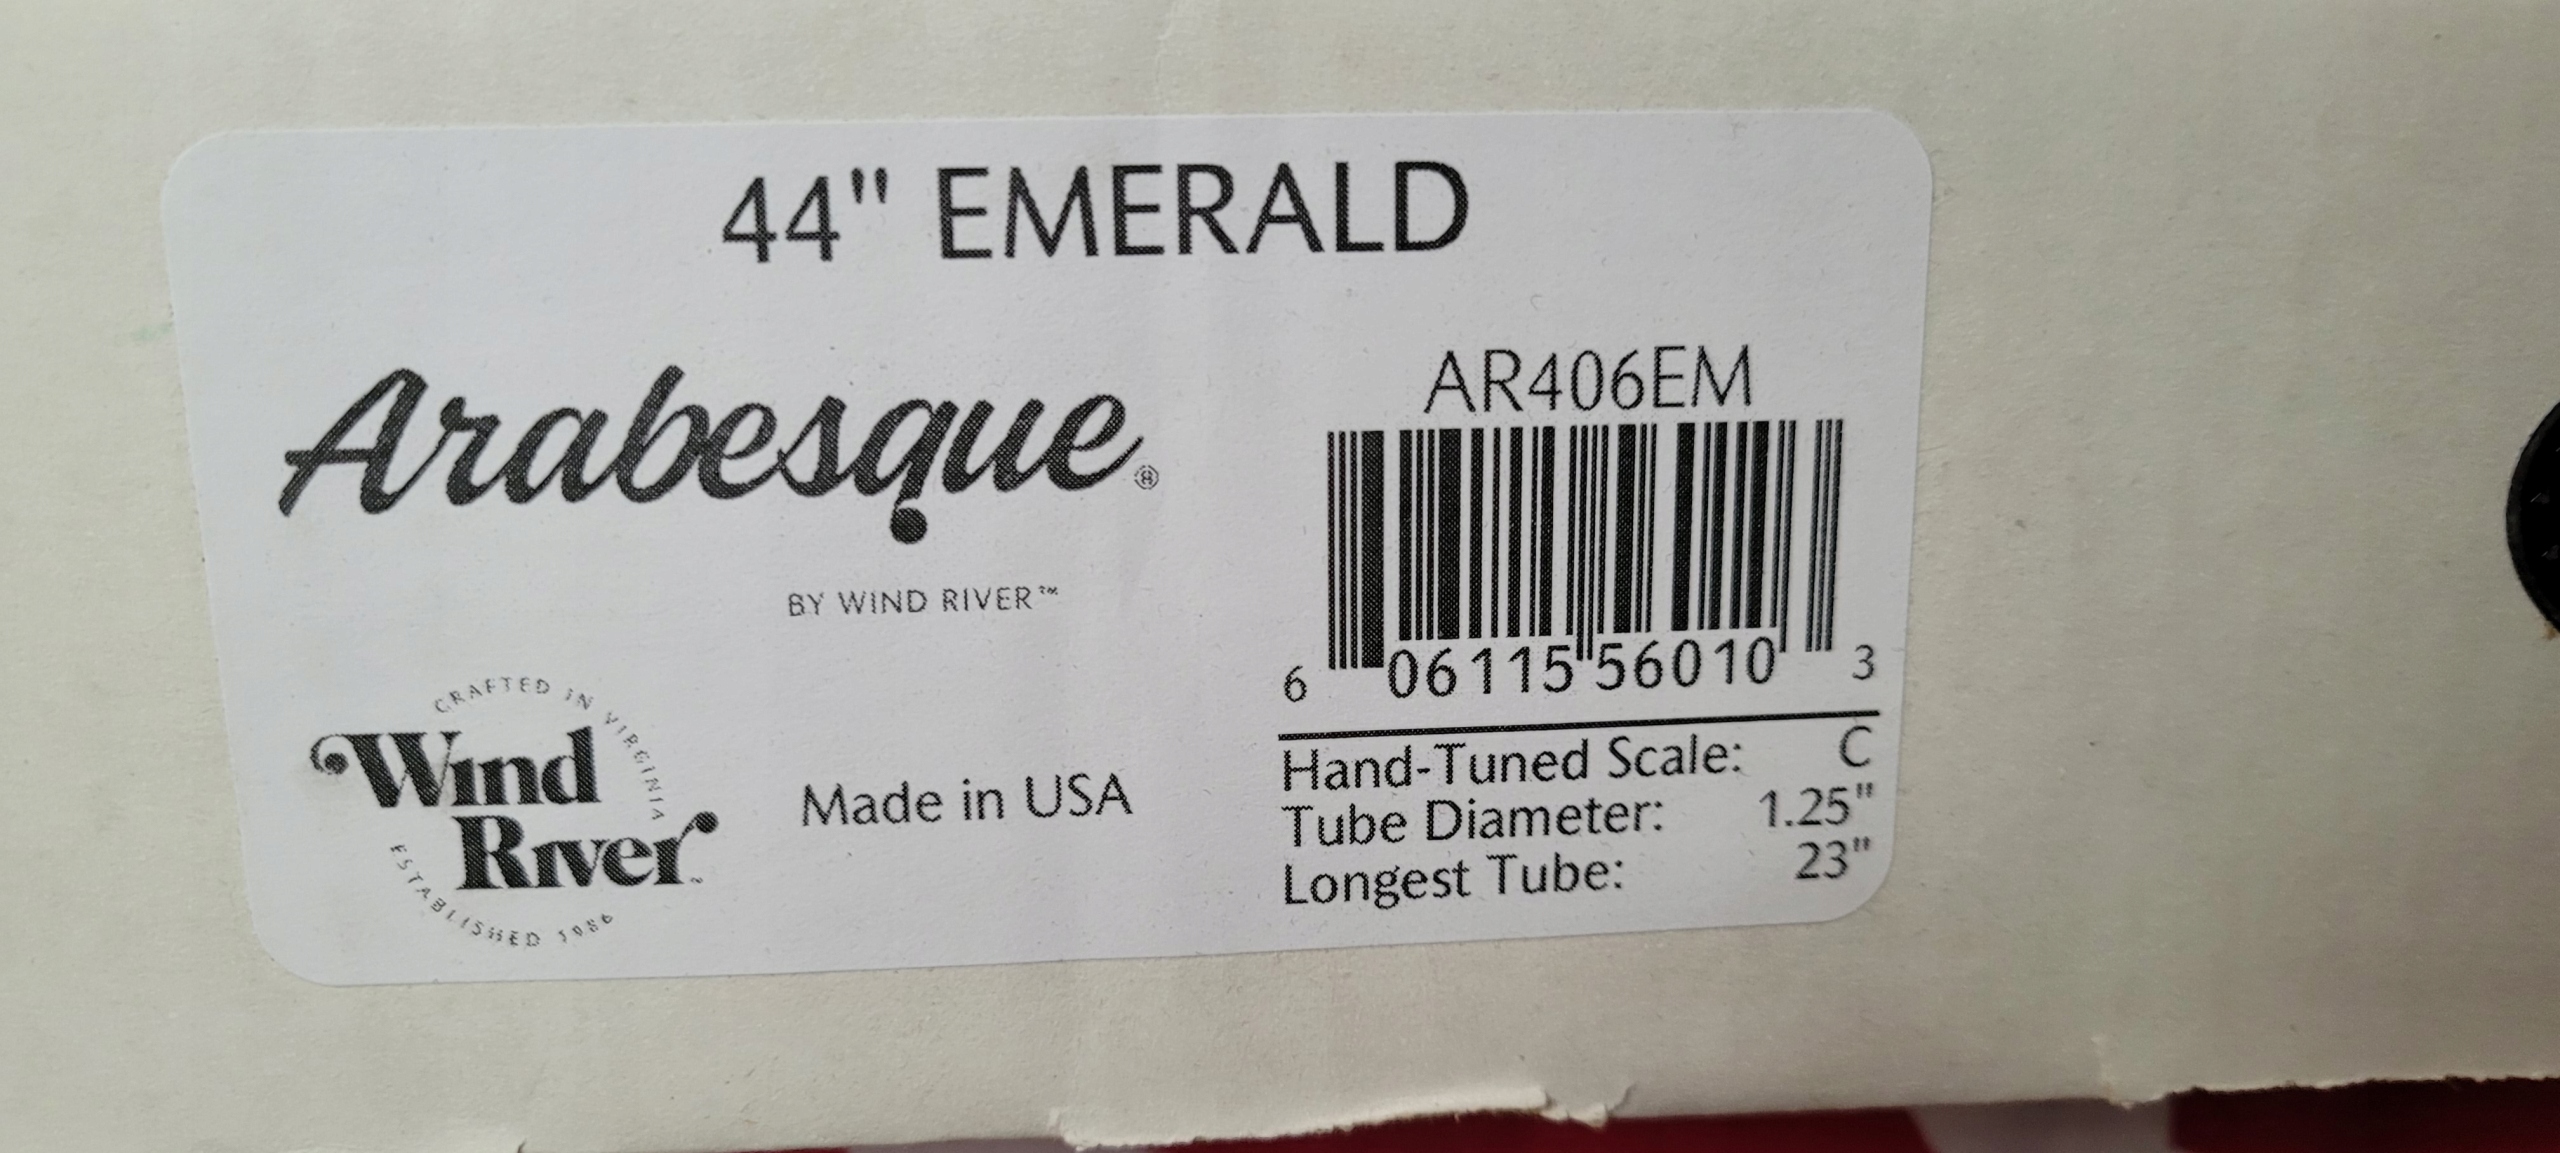 44" EMERALD
Arabesque®
BY WIND RIVER™
AR406EM
6 06115 56010 3
CRAFTED IN VIRGINIA
Wind
River™
ESTABLISHED 1986
Made in USA
Hand-Tuned Scale: C
Tube Diameter: 1.25"
Longest Tube: 23"